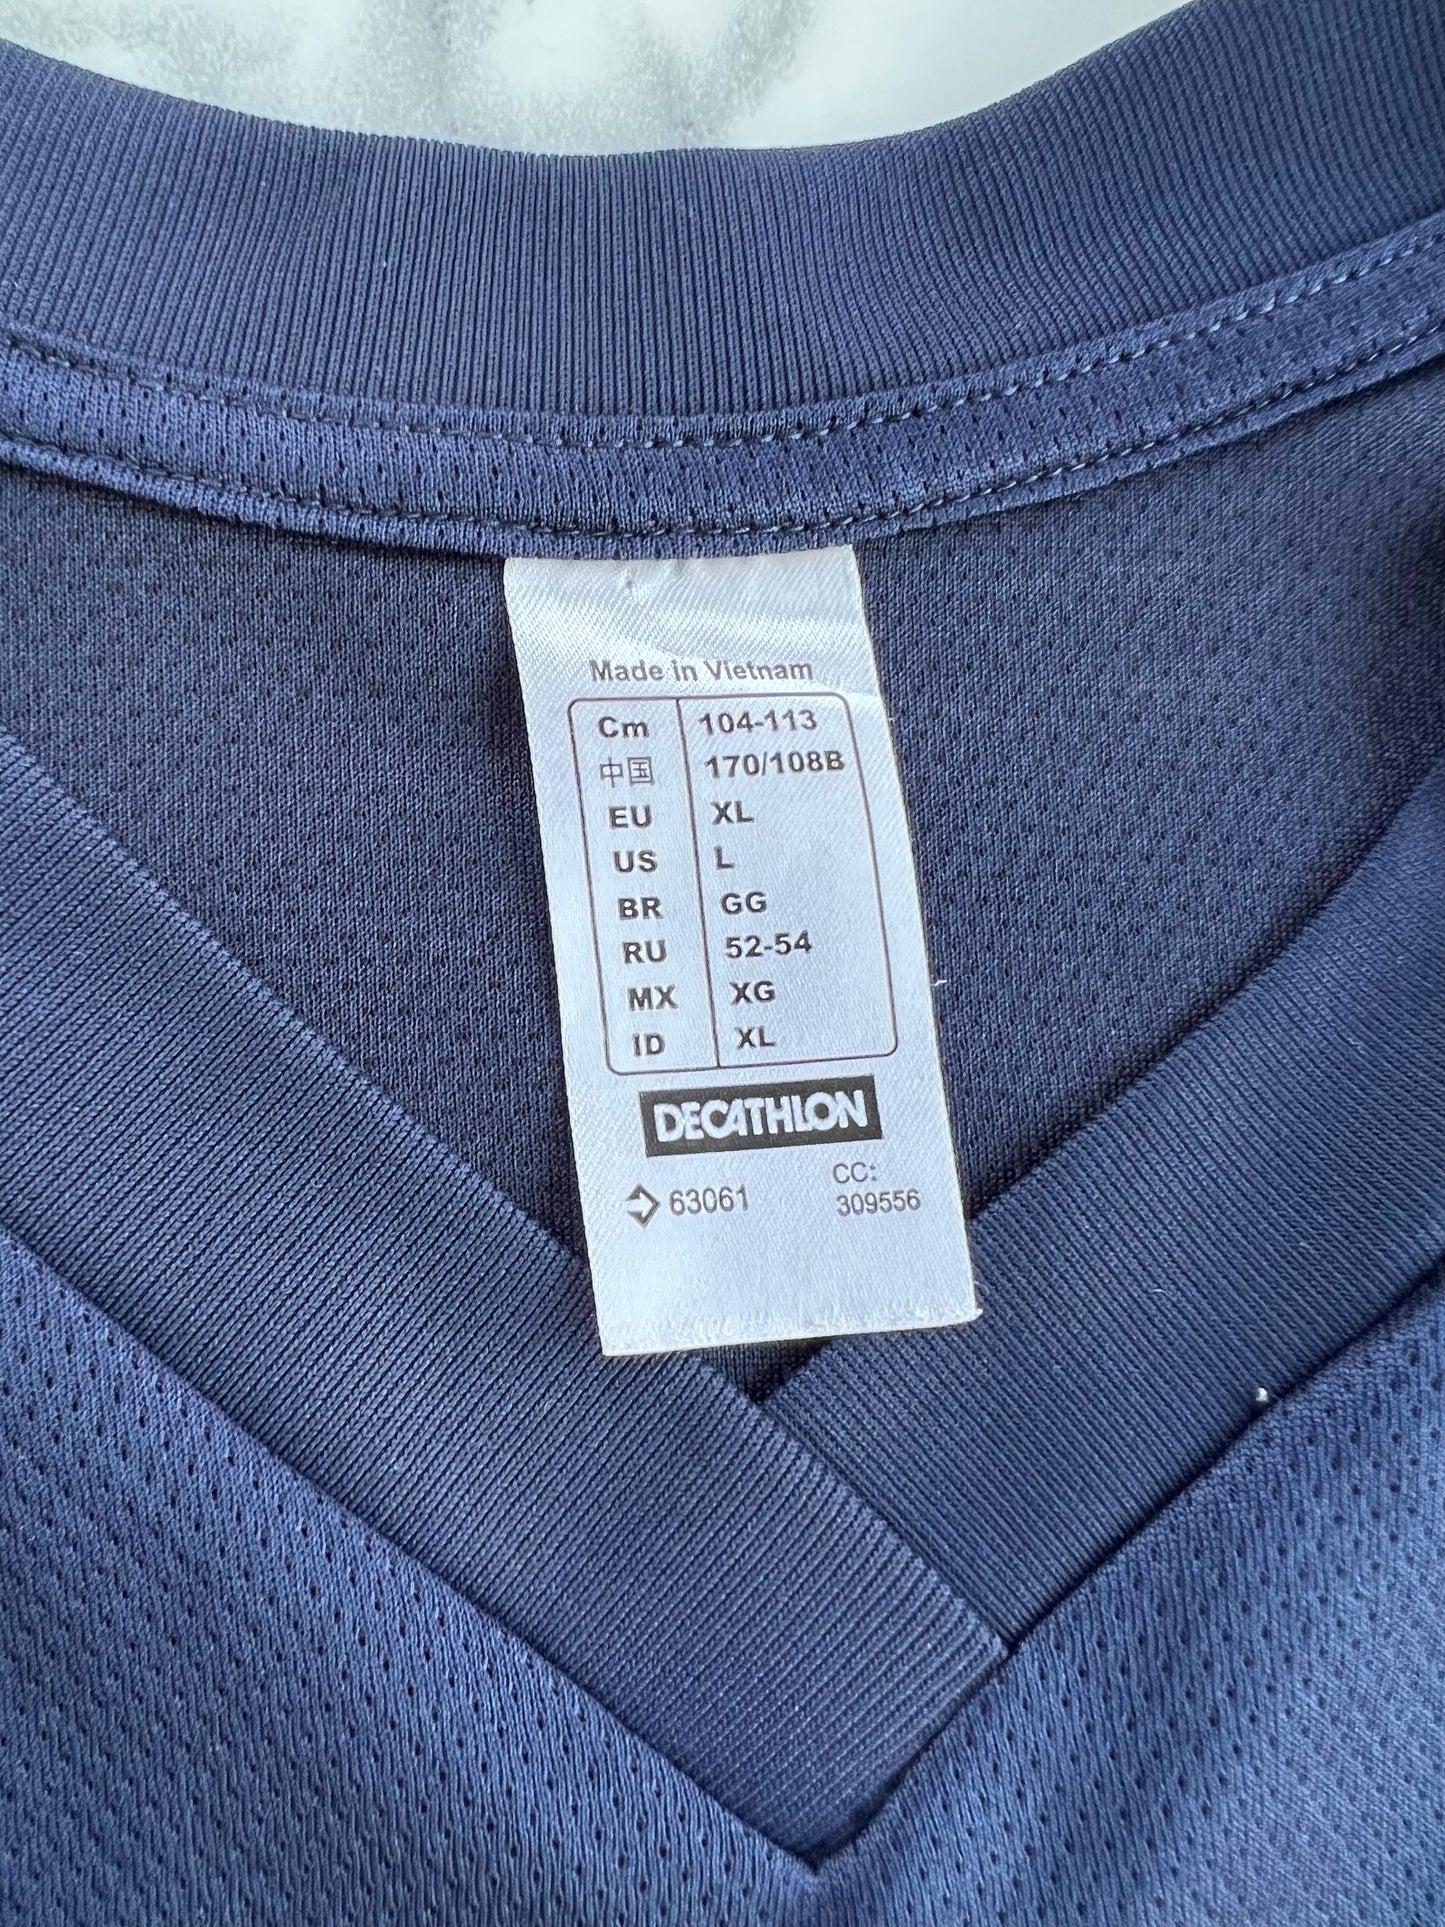 Made in Vietnam
Cm 104-113
中国 170/108B
EU XL
US L
BR GG
RU 52-54
MX XG
ID XL
DECATHLON
63061 CC:
309556